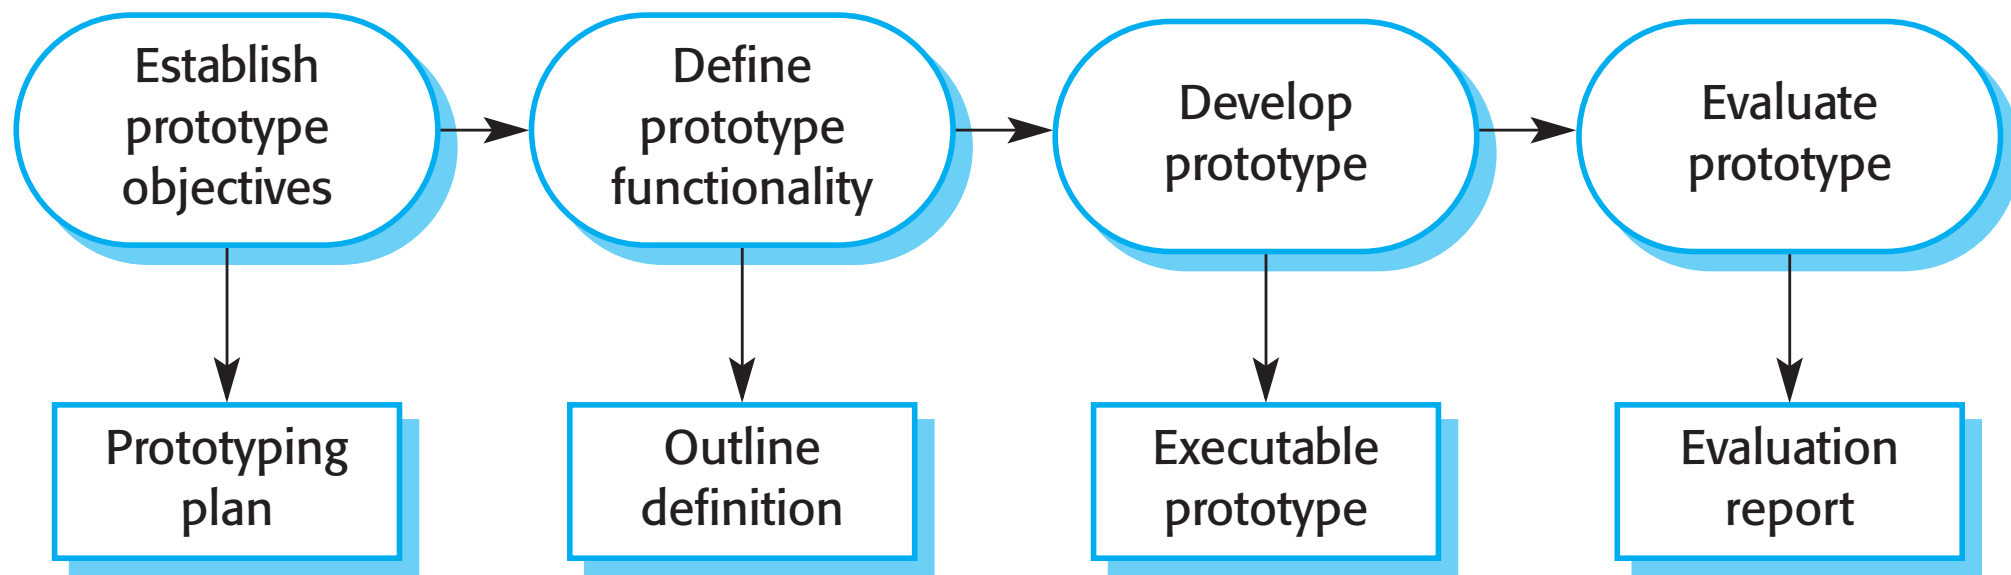 Establish
prototype
objectives
Define
prototype
functionality
Develop
prototype
Evaluate
prototype
Prototyping
plan
Outline
definition
Executable
prototype
Evaluation
report